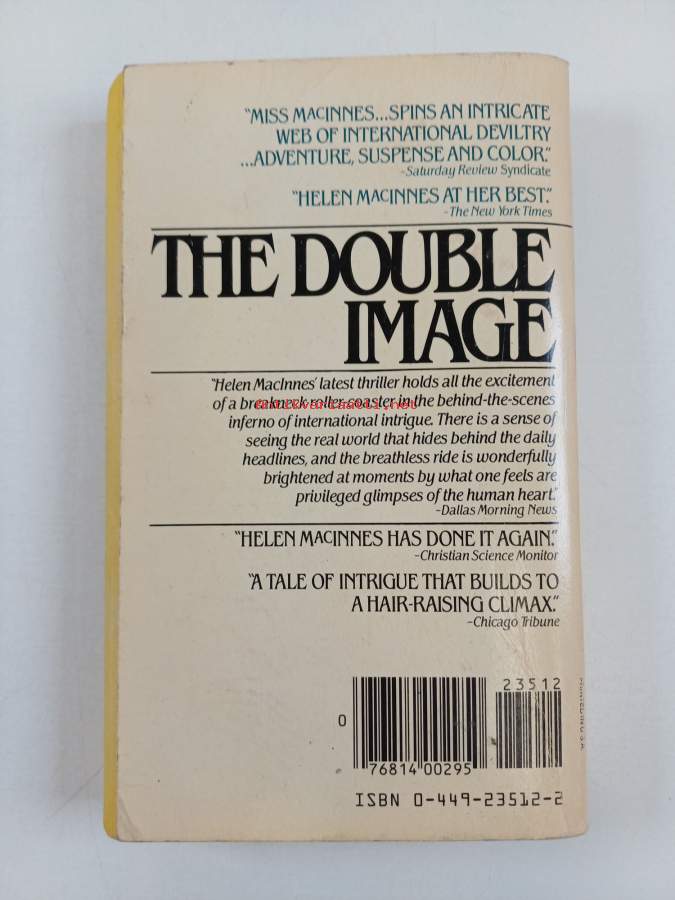 "MISS MACINNES...SPINS AN INTRICATE
WEB OF INTERNATIONAL DEVILTRY
...ADVENTURE, SUSPENSE AND COLOR."
-Saturday Review Syndicate
"HELEN MACINNES AT HER BEST."
-The New York Times
THE DOUBLE
IMAGE
"Helen MacInnes' latest thriller holds all the excitement
of a breakneck roller coaster in the behind-the-scenes
inferno of international intrigue. There is a sense of
seeing the real world that hides behind the daily
headlines, and the breathless ride is wonderfully
brightened at moments by what one feels are
privileged glimpses of the human heart."
-Dallas Morning News
"HELEN MACINNES HAS DONE IT AGAIN."
-Christian Science Monitor
"A TALE OF INTRIGUE THAT BUILDS TO
A HAIR-RAISING CLIMAX."
-Chicago Tribune
23512
0
76814 00295
ISBN 0-449-23512-2